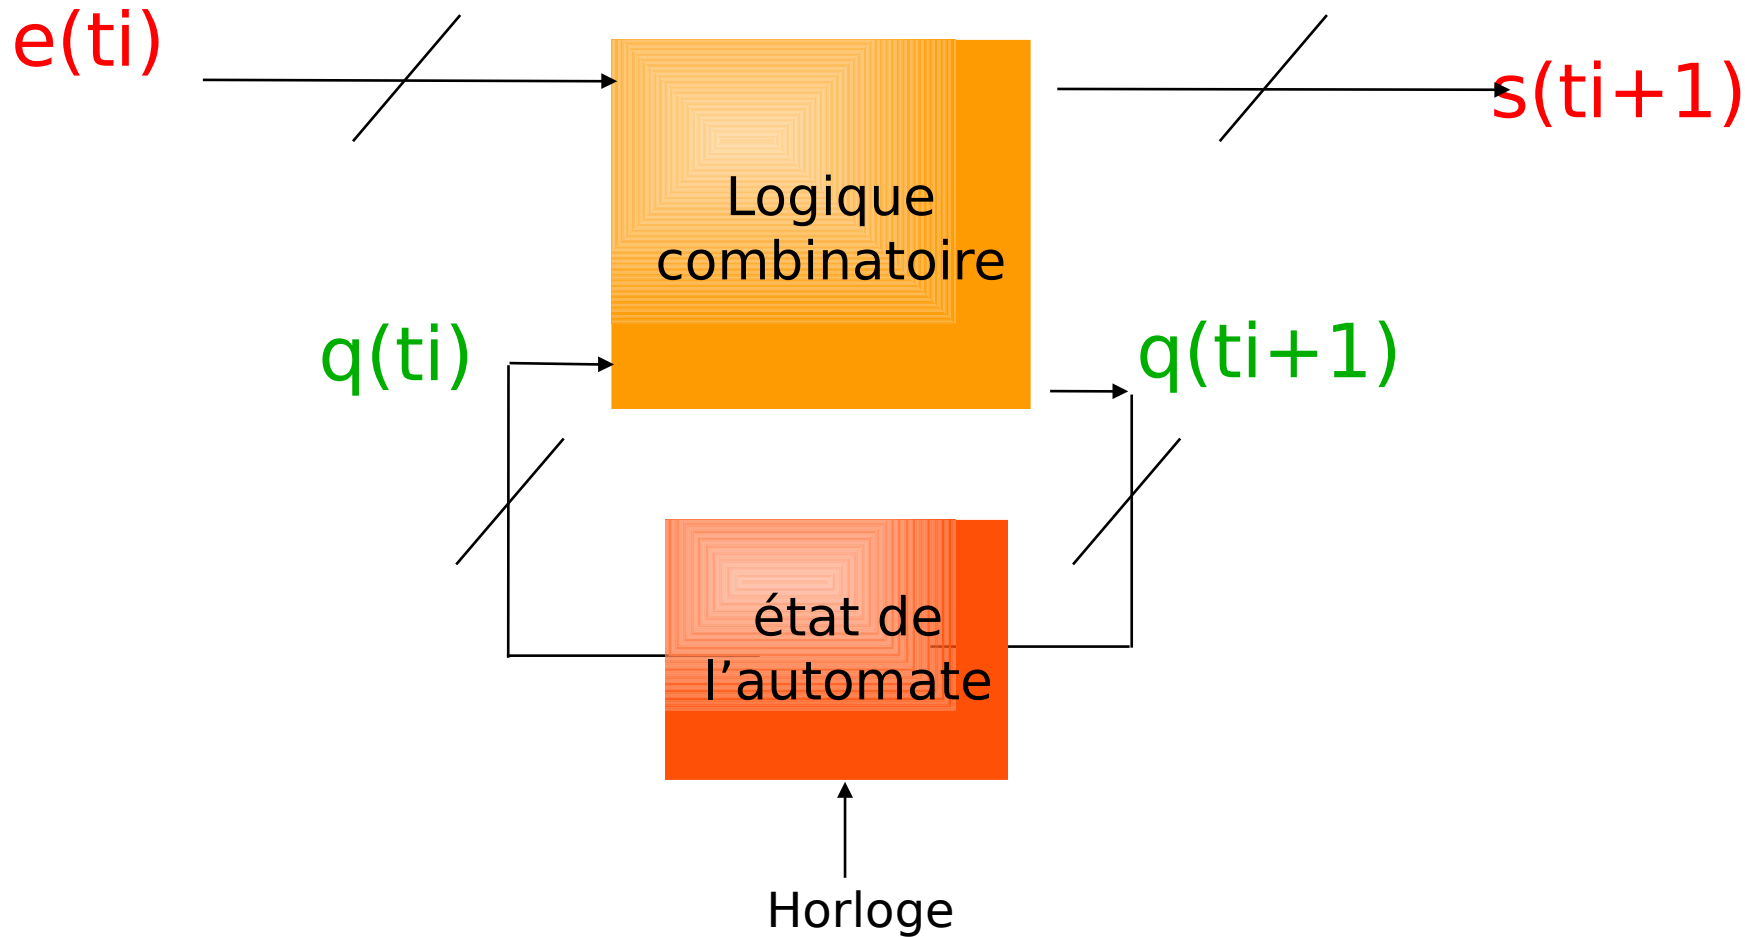 e(ti)
s(ti+1)
Logique
combinatoire
q(ti)
q(ti+1)
état de
l’automate
Horloge